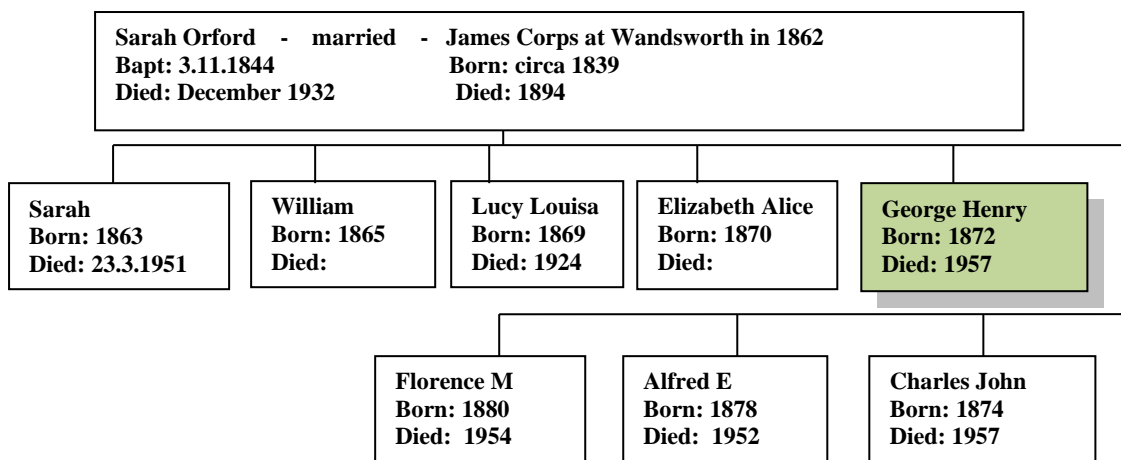 Sarah Orford - married - James Corps at Wandsworth in 1862
Bapt: 3.11.1844 Born: circa 1839
Died: December 1932 Died: 1894
Sarah
Born: 1863
Died: 23.3.1951
William
Born: 1865
Died:
Lucy Louisa
Born: 1869
Died: 1924
Elizabeth Alice
Born: 1870
Died:
George Henry
Born: 1872
Died: 1957
Florence M
Born: 1880
Died: 1954
Alfred E
Born: 1878
Died: 1952
Charles John
Born: 1874
Died: 1957